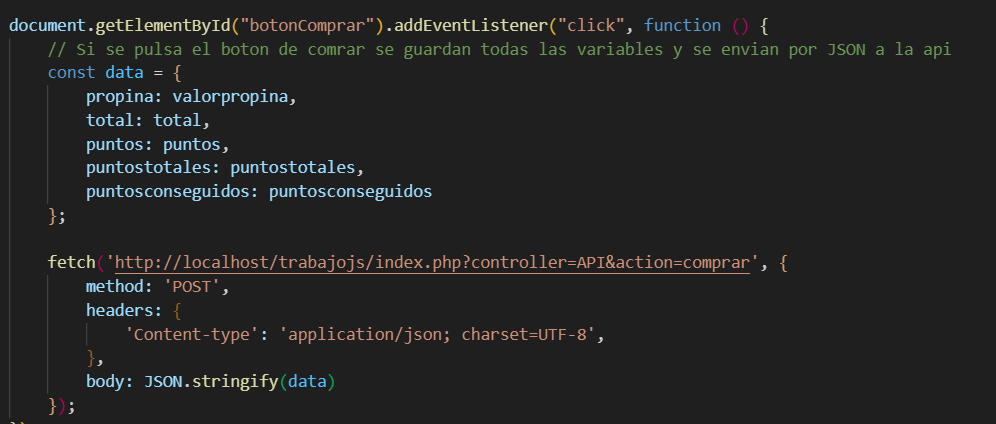 document.getElementById("botonComprar").addEventListener("click", function () {
// Si se pulsa el boton de comrar se guardan todas las variables y se envian por JSON a la api
const data = {
propina: valorpropina,
total: total,
puntos: puntos,
puntostotales: puntostotales,
puntosconseguidos: puntosconseguidos
};
fetch('http://localhost/trabajojs/index.php?controller=API&action=comprar', {
method: 'POST',
headers: {
'Content-type': 'application/json; charset=UTF-8',
},
body: JSON.stringify(data)
});